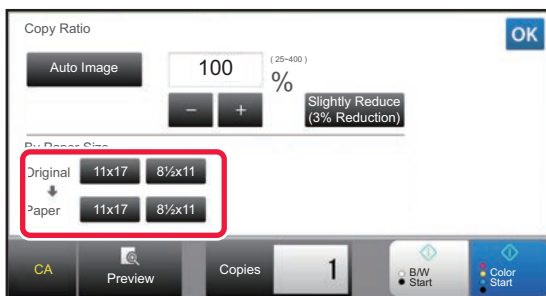 Copy Ratio
OK
Auto Image
100
( 25~400 )
%
− +
Slightly Reduce
(3% Reduction)
By Paper Size
Original 11x17 8½x11
Paper 11x17 8½x11
CA
Preview
Copies
1
B/W
Start
Color
Start